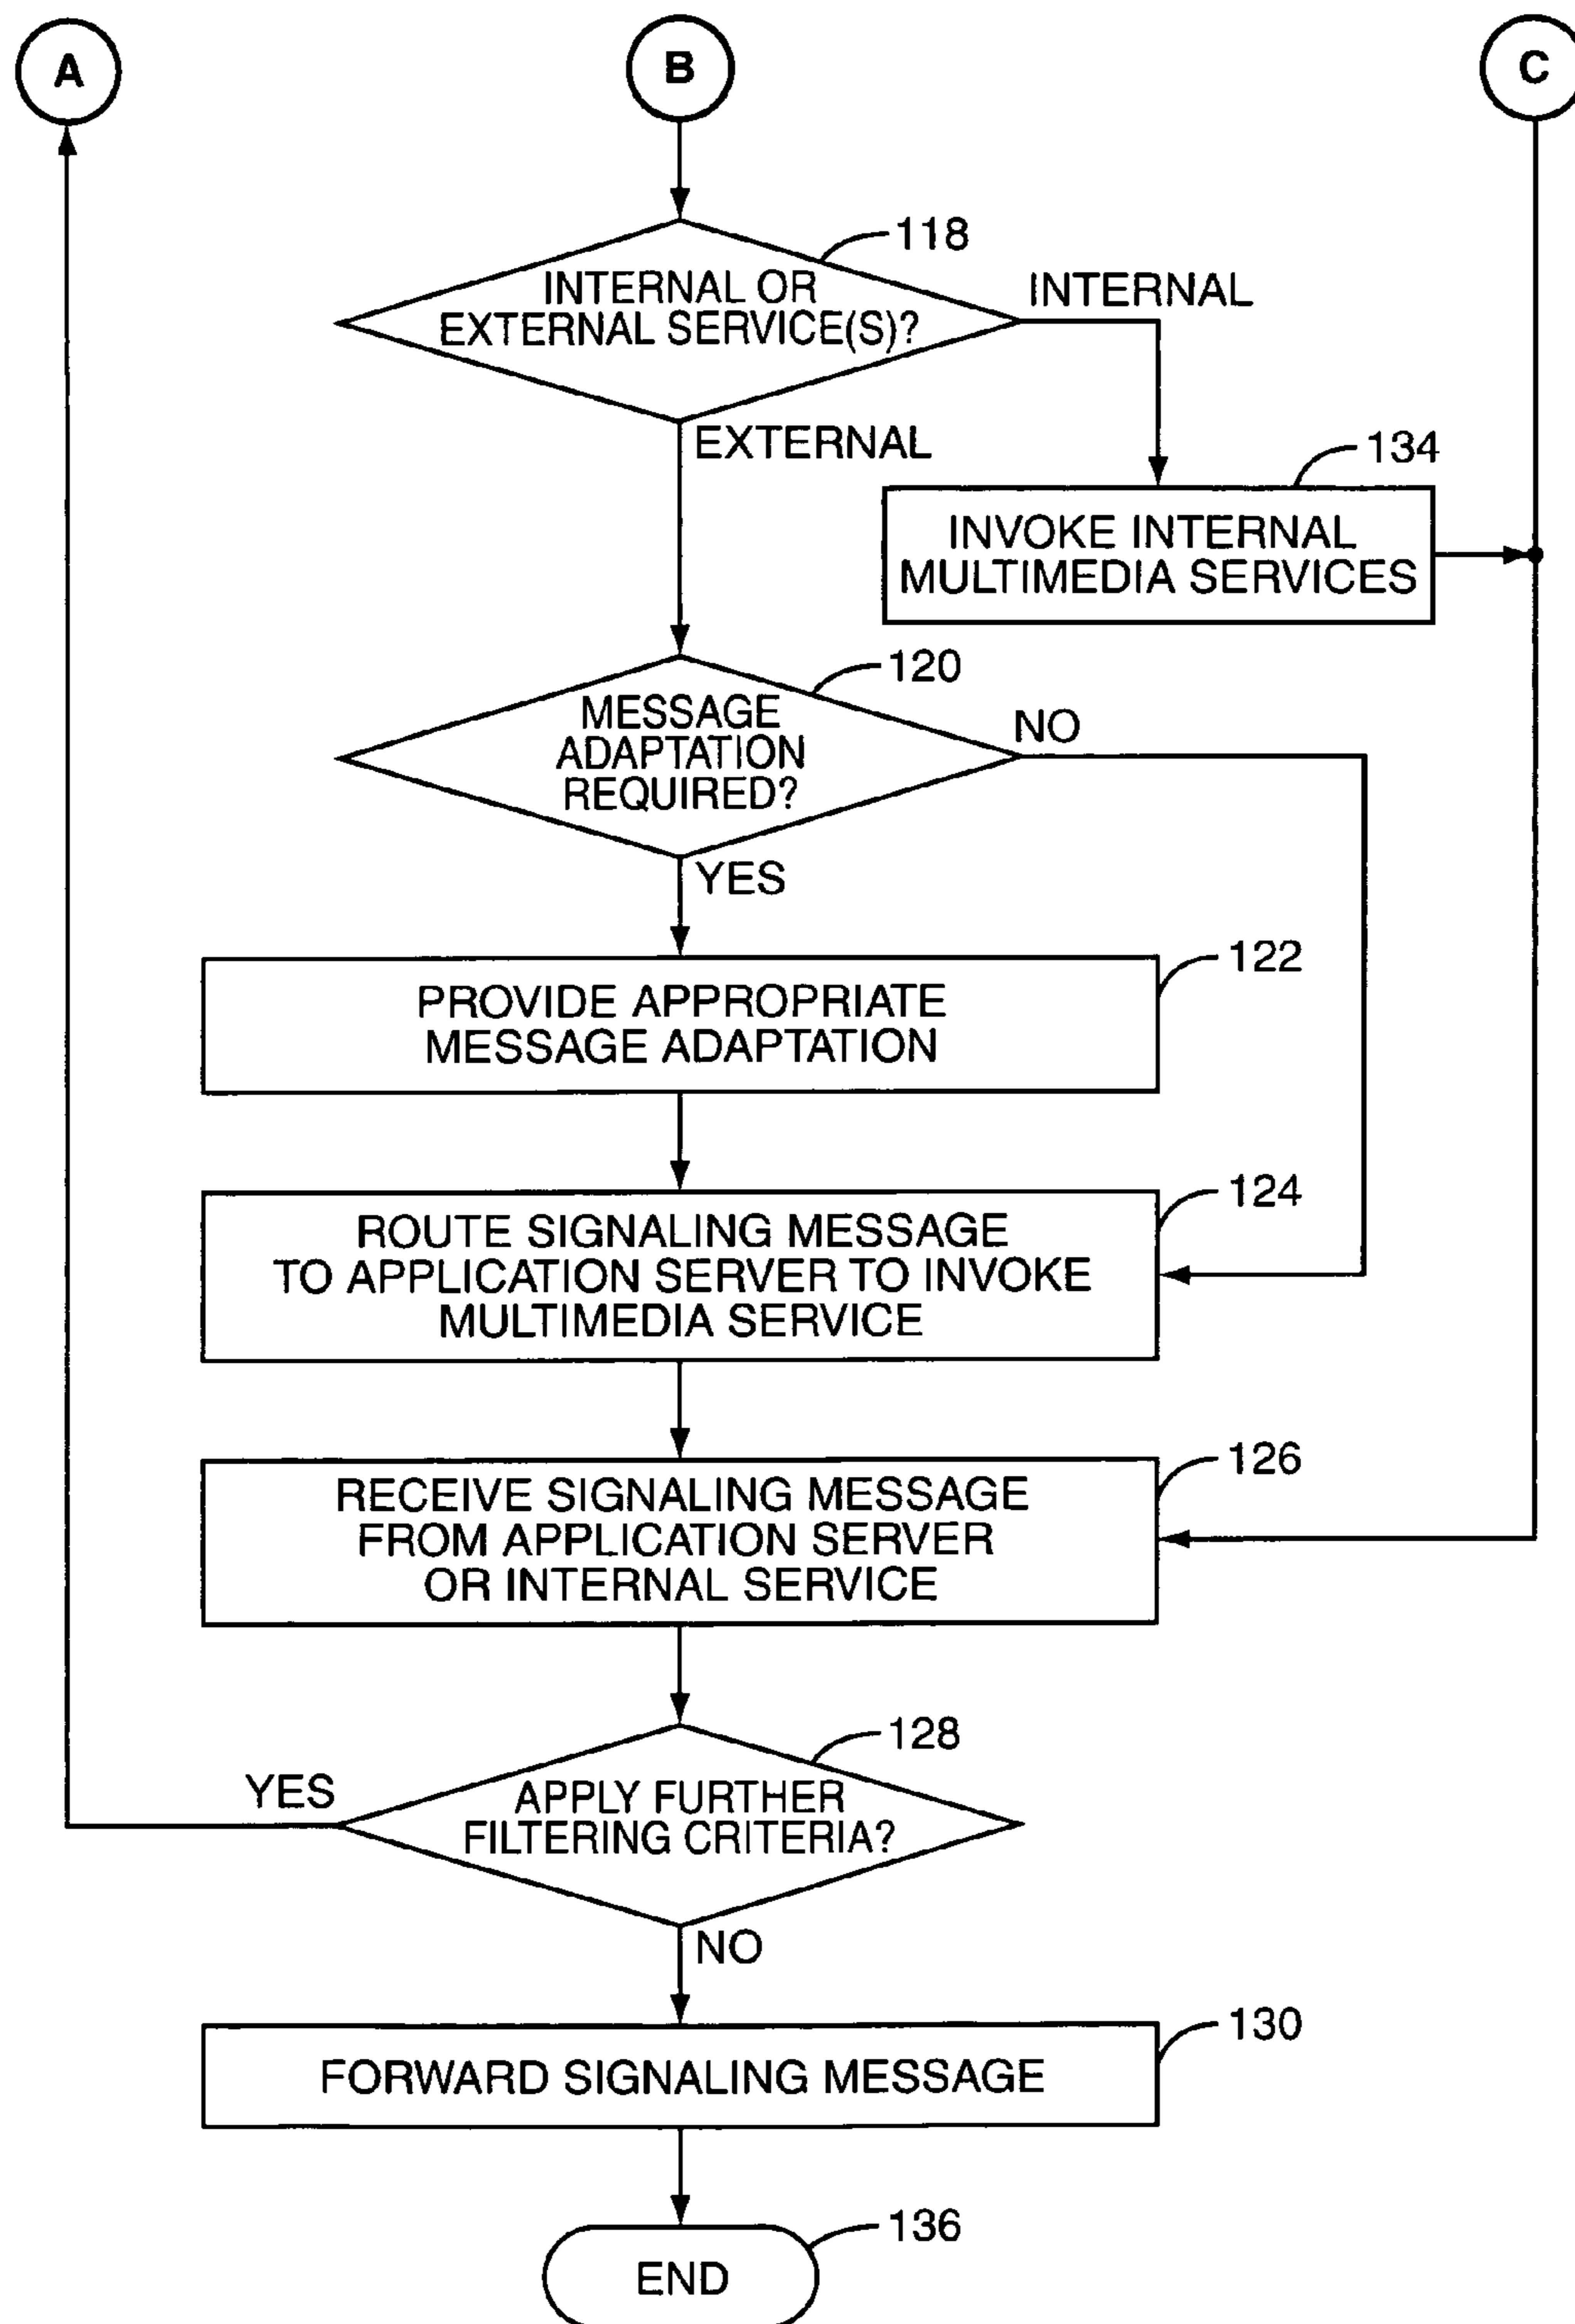 A
B
C
118
INTERNAL OR
EXTERNAL SERVICE(S)?
INTERNAL
EXTERNAL
134
INVOKE INTERNAL
MULTIMEDIA SERVICES
120
MESSAGE
ADAPTATION
REQUIRED?
NO
YES
122
PROVIDE APPROPRIATE
MESSAGE ADAPTATION
124
ROUTE SIGNALING MESSAGE
TO APPLICATION SERVER TO INVOKE
MULTIMEDIA SERVICE
126
RECEIVE SIGNALING MESSAGE
FROM APPLICATION SERVER
OR INTERNAL SERVICE
128
YES
APPLY FURTHER
FILTERING CRITERIA?
NO
130
FORWARD SIGNALING MESSAGE
136
END